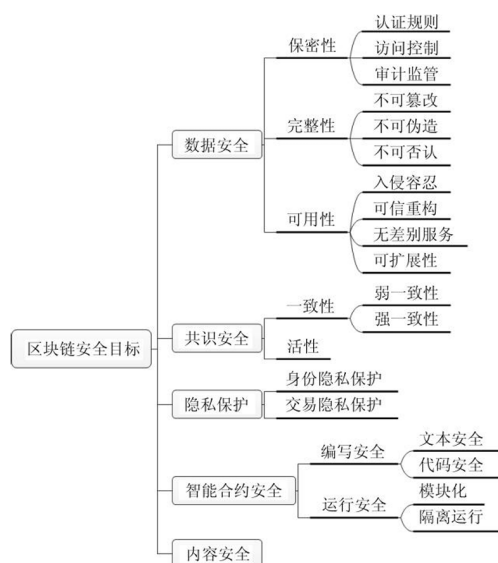 区块链安全目标
数据安全
保密性
认证规则
访问控制
审计监管
完整性
不可篡改
不可伪造
不可否认
可用性
入侵容忍
可信重构
无差别服务
可扩展性
共识安全
一致性
弱一致性
强一致性
活性
隐私保护
身份隐私保护
交易隐私保护
智能合约安全
编写安全
文本安全
代码安全
运行安全
模块化
隔离运行
内容安全